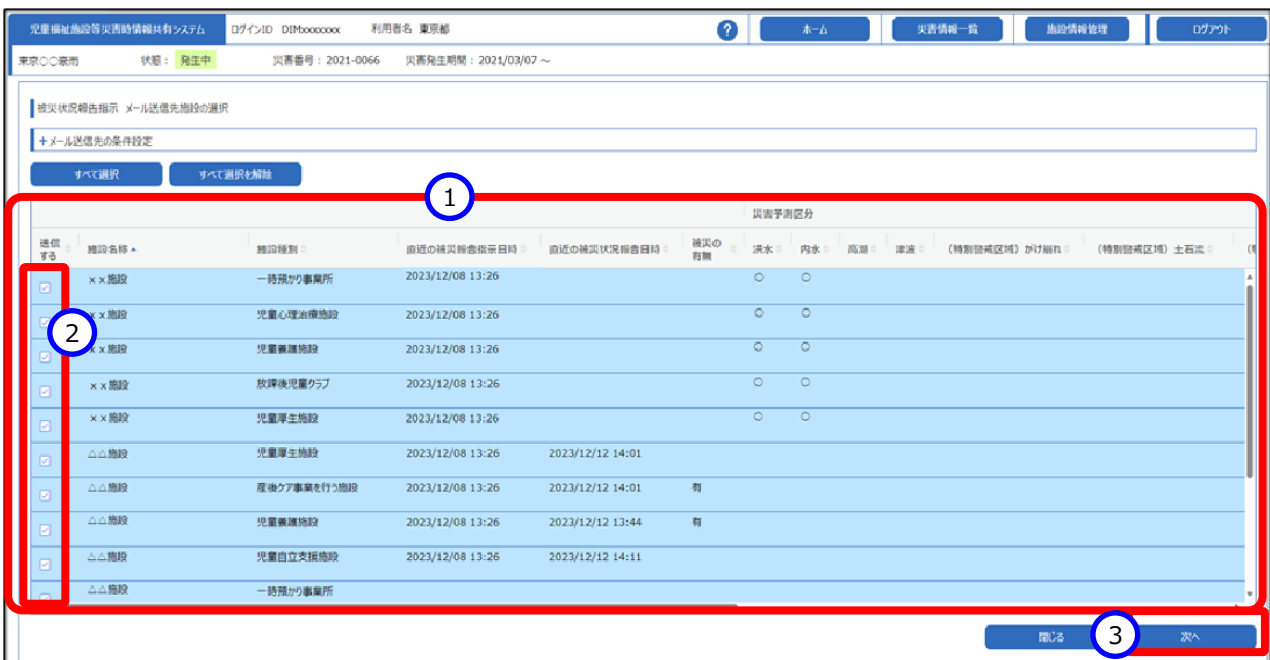 児童福祉施設等災害時情報共有システム ログインID DIMxxxxxxx 利用者名 東京都 ? ホーム 災害情報一覧 施設情報管理 ログアウト
東京○○豪雨 状態： 発生中 災害番号：2021-0066 災害発生期間：2021/03/07～
被災状況報告指示 メール送信先施設の選択
+メール送信先の条件設定
すべて選択 すべて選択を解除
1
災害予測区分
送信する 施設名称▲ 施設種別 直近の被災報告指示日時 直近の被災状況報告日時 被災の有無 洪水 内水 高潮 津波 （特別警戒区域）がけ崩れ （特別警戒区域）土石流
××施設 一時預かり事業所 2023/12/08 13:26 ○ ○
××施設 児童心理治療施設 2023/12/08 13:26 ○ ○
2
××施設 児童養護施設 2023/12/08 13:26 ○ ○
××施設 放課後児童クラブ 2023/12/08 13:26 ○ ○
××施設 児童厚生施設 2023/12/08 13:26 ○ ○
△△施設 児童厚生施設 2023/12/08 13:26 2023/12/12 14:01
△△施設 産後ケア事業を行う施設 2023/12/08 13:26 2023/12/12 14:01 有
△△施設 児童養護施設 2023/12/08 13:26 2023/12/12 13:44 有
△△施設 児童自立支援施設 2023/12/08 13:26 2023/12/12 14:11
△△施設 一時預かり事業所
閉じる 3 次へ